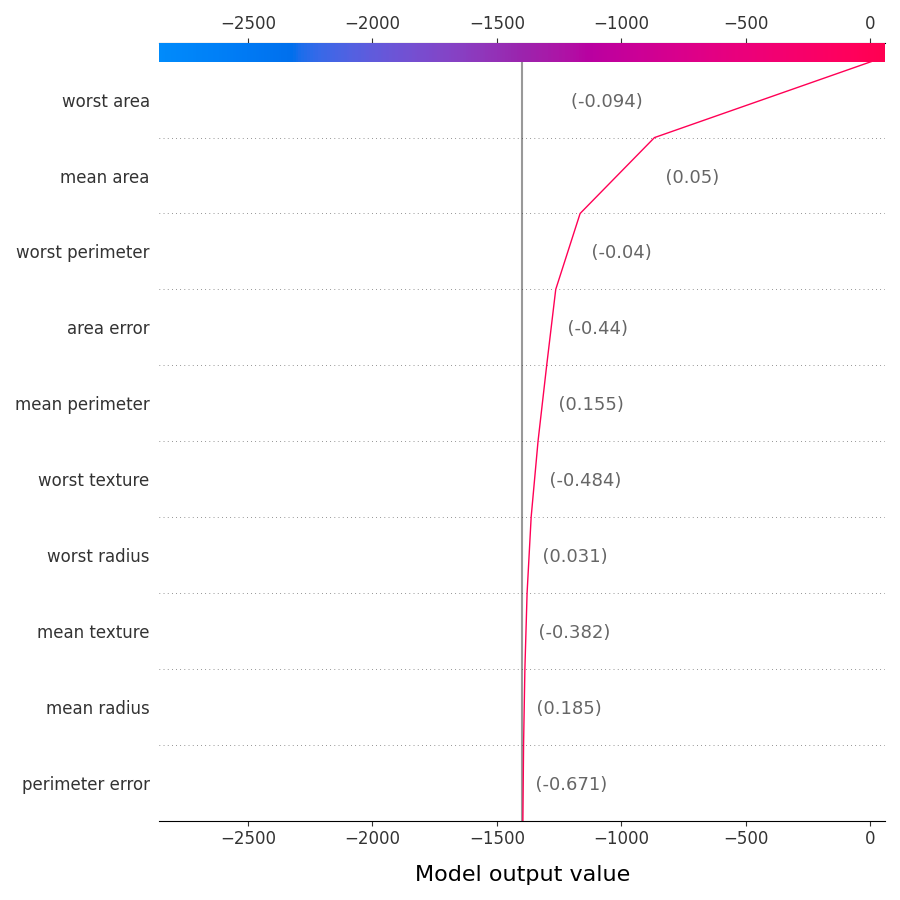 −2500 −2000 −1500 −1000 −500 0
worst area (-0.094)
mean area (0.05)
worst perimeter (-0.04)
area error (-0.44)
mean perimeter (0.155)
worst texture (-0.484)
worst radius (0.031)
mean texture (-0.382)
mean radius (0.185)
perimeter error (-0.671)
−2500 −2000 −1500 −1000 −500 0
Model output value